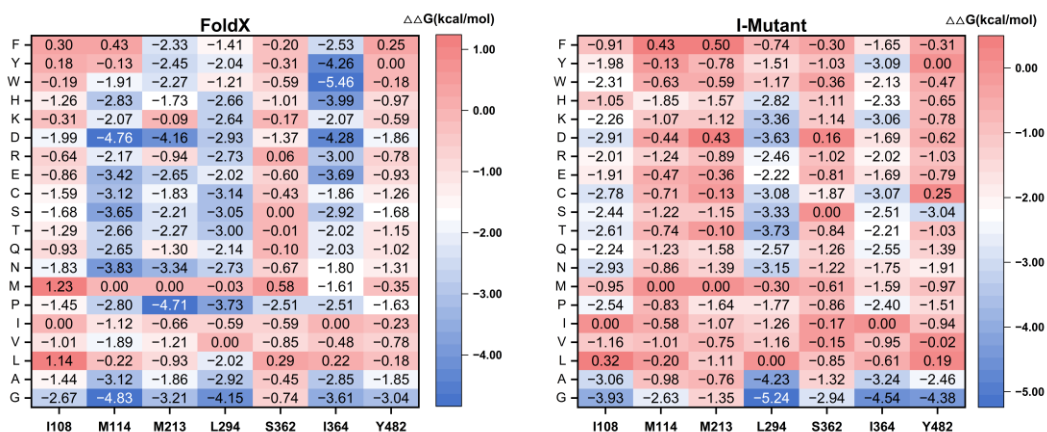 FoldX
△△G(kcal/mol)
F 0.30 0.43 −2.33 −1.41 −0.20 −2.53 0.25
Y 0.18 −0.13 −2.45 −2.04 −0.31 −4.26 0.00
W −0.19 −1.91 −2.27 −1.21 −0.59 −5.46 −0.18
H −1.26 −2.83 −1.73 −2.66 −1.01 −3.99 −0.97
K −0.31 −2.07 −0.09 −2.64 −0.17 −2.07 −0.59
D −1.99 −4.76 −4.16 −2.93 −1.37 −4.28 −1.86
R −0.64 −2.17 −0.94 −2.73 0.06 −3.00 −0.78
E −0.86 −3.42 −2.65 −2.02 −0.60 −3.69 −0.93
C −1.59 −3.12 −1.83 −3.14 −0.43 −1.86 −1.26
S −1.68 −3.65 −2.21 −3.05 0.00 −2.92 −1.68
T −1.29 −2.66 −2.27 −3.00 −0.01 −2.02 −1.15
Q −0.93 −2.65 −1.30 −2.14 −0.10 −2.03 −1.02
N −1.83 −3.83 −3.34 −2.73 −0.67 −1.80 −1.31
M 1.23 0.00 0.00 −0.03 0.58 −1.61 −0.35
P −1.45 −2.80 −4.71 −3.73 −2.51 −2.51 −1.63
I 0.00 −1.12 −0.66 −0.59 −0.59 0.00 −0.23
V −1.01 −1.89 −1.21 0.00 −0.85 −0.48 −0.78
L 1.14 −0.22 −0.93 −2.02 0.29 0.22 −0.18
A −1.44 −3.12 −1.86 −2.92 −0.45 −2.85 −1.85
G −2.67 −4.83 −3.21 −4.15 −0.74 −3.61 −3.04
I108 M114 M213 L294 S362 I364 Y482
1.00
0.00
−1.00
−2.00
−3.00
−4.00
I-Mutant
△△G(kcal/mol)
F −0.91 0.43 0.50 −0.74 −0.30 −1.65 −0.31
Y −1.98 −0.13 −0.78 −1.51 −1.03 −3.09 0.00
W −2.31 −0.63 −0.59 −1.17 −0.36 −2.13 −0.47
H −1.05 −1.85 −1.57 −2.82 −1.11 −2.33 −0.65
K −2.26 −1.07 −1.12 −3.36 −1.14 −3.06 −0.78
D −2.91 −0.44 0.43 −3.63 0.16 −1.69 −0.62
R −2.01 −1.24 −0.89 −2.46 −1.02 −2.02 −1.03
E −1.91 −0.47 −0.36 −2.22 −0.81 −1.69 −0.79
C −2.78 −0.71 −0.13 −3.08 −1.87 −3.07 0.25
S −2.44 −1.22 −1.15 −3.33 0.00 −2.51 −3.04
T −2.61 −0.74 −0.10 −3.73 −0.84 −2.21 −1.03
Q −2.24 −1.23 −1.58 −2.57 −1.26 −2.55 −1.39
N −2.93 −0.86 −1.39 −3.15 −1.22 −1.75 −1.91
M −0.95 0.00 0.00 −0.30 −0.61 −1.59 −0.97
P −2.54 −0.83 −1.64 −1.77 −0.86 −2.40 −1.51
I 0.00 −0.58 −1.07 −1.26 −0.17 0.00 −0.94
V −1.16 −1.01 −0.75 −1.16 −0.15 −0.95 −0.02
L 0.32 −0.20 −1.11 0.00 −0.85 −0.61 0.19
A −3.06 −0.98 −0.76 −4.23 −1.32 −3.24 −2.46
G −3.93 −2.63 −1.35 −5.24 −2.94 −4.54 −4.38
I108 M114 M213 L294 S362 I364 Y482
0.00
−1.00
−2.00
−3.00
−4.00
−5.00